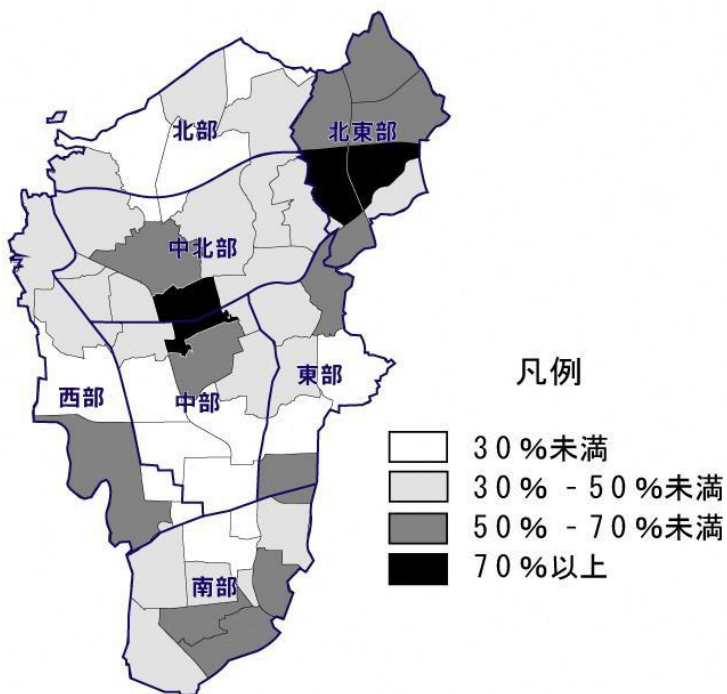 北部
北東部
中北部
西部
中部
東部
南部
凡例
30%未満
30% - 50%未満
50% - 70%未満
70%以上